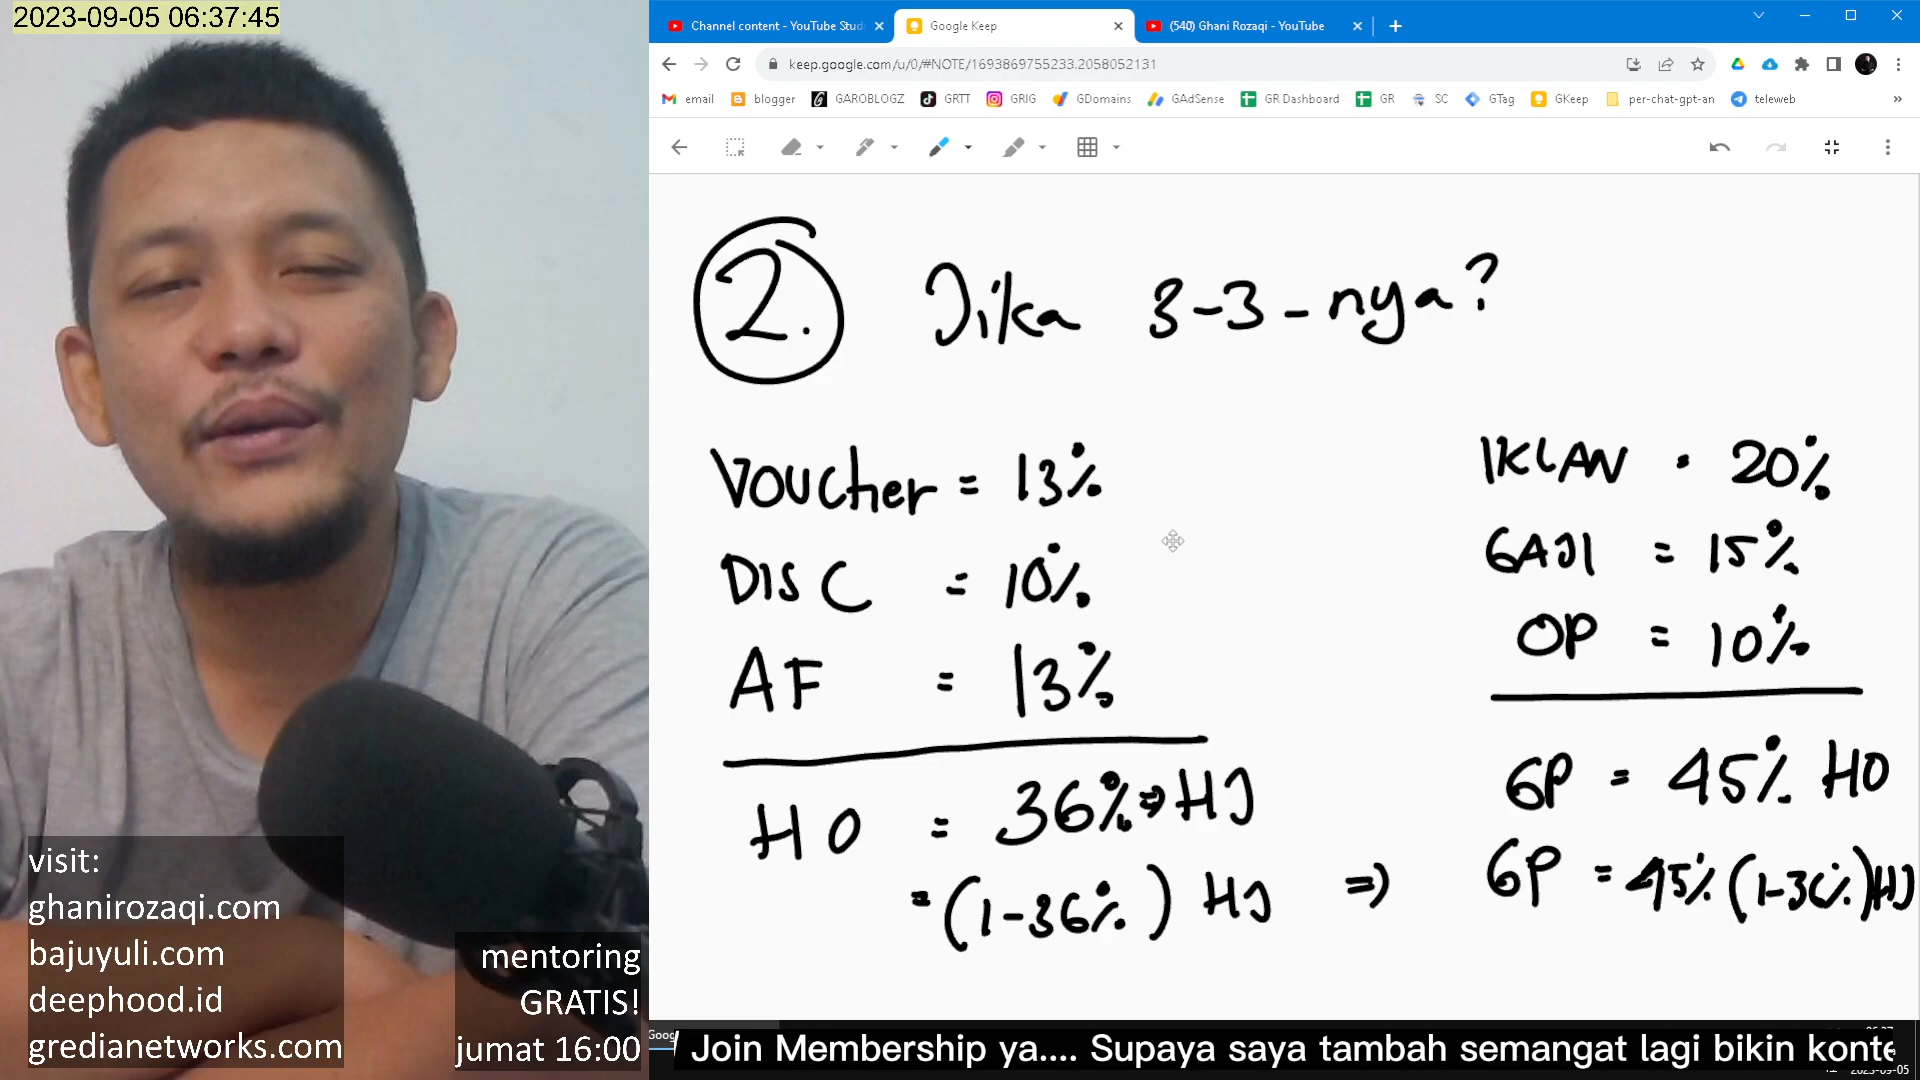 2023-09-05 06:37:45
Channel content - YouTube Stud
Google Keep
(540) Ghani Rozaqi - YouTube
keep.google.com/u/0/#NOTE/1693869755233.2058052131
email
blogger
GAROBLOGZ
GRTT
GRIG
GDomains
GAdSense
GR Dashboard
GR
SC
GTag
GKeep
per-chat-gpt-an
teleweb
2. Jika 3-3-nya?
Voucher = 13%
DISC = 10%
AF = 13%
HO = 36% => HJ
= (1-36%) HJ =>
IKLAN = 20%
GAJI = 15%
OP = 10%
GP = 45% HO
GP = 45% (1-36%) HJ
visit:
ghanirozaqi.com
bajuyuli.com
deephood.id
gredianetworks.com
mentoring
GRATIS!
jumat 16:00
Join Membership ya.... Supaya saya tambah semangat lagi bikin konte
2023-09-05